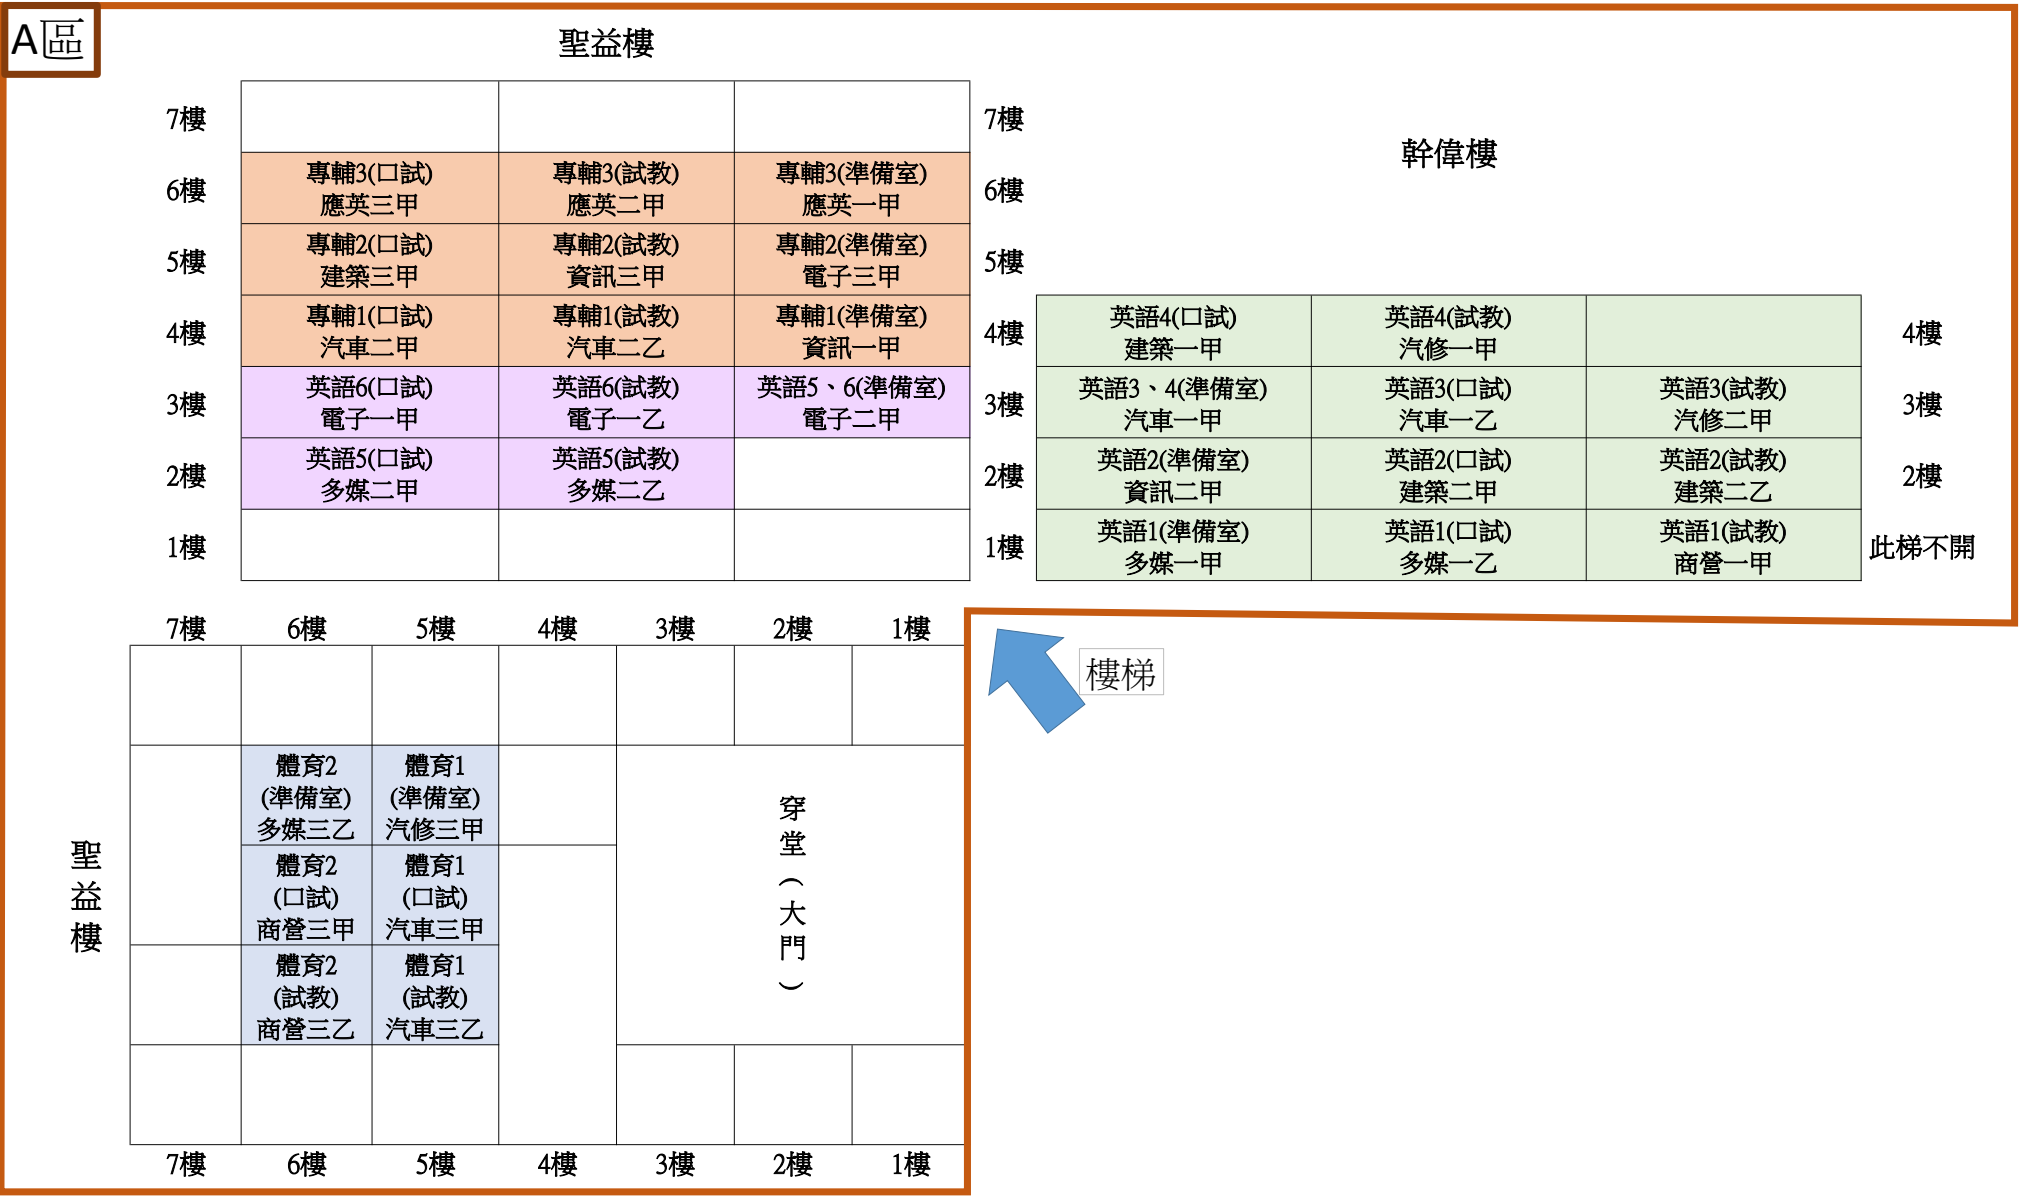 A區
聖益樓
7樓
7樓
幹偉樓
6樓
專輔3(口試)
應英三甲
專輔3(試教)
應英二甲
專輔3(準備室)
應英一甲
6樓
5樓
專輔2(口試)
建築三甲
專輔2(試教)
資訊三甲
專輔2(準備室)
電子三甲
5樓
4樓
專輔1(口試)
汽車二甲
專輔1(試教)
汽車二乙
專輔1(準備室)
資訊一甲
4樓
英語4(口試)
建築一甲
英語4(試教)
汽修一甲
4樓
3樓
英語6(口試)
電子一甲
英語6(試教)
電子一乙
英語5、6(準備室)
電子二甲
3樓
英語3、4(準備室)
汽車一甲
英語3(口試)
汽車一乙
英語3(試教)
汽修二甲
3樓
2樓
英語5(口試)
多媒二甲
英語5(試教)
多媒二乙
2樓
英語2(準備室)
資訊二甲
英語2(口試)
建築二甲
英語2(試教)
建築二乙
2樓
1樓
1樓
英語1(準備室)
多媒一甲
英語1(口試)
多媒一乙
英語1(試教)
商營一甲
此梯不開
7樓 6樓 5樓 4樓 3樓 2樓 1樓
樓梯
聖益樓
體育2
(準備室)
多媒三乙
體育1
(準備室)
汽修三甲
體育2
(口試)
商營三甲
體育1
(口試)
汽車三甲
體育2
(試教)
商營三乙
體育1
(試教)
汽車三乙
穿堂(大門)
7樓 6樓 5樓 4樓 3樓 2樓 1樓